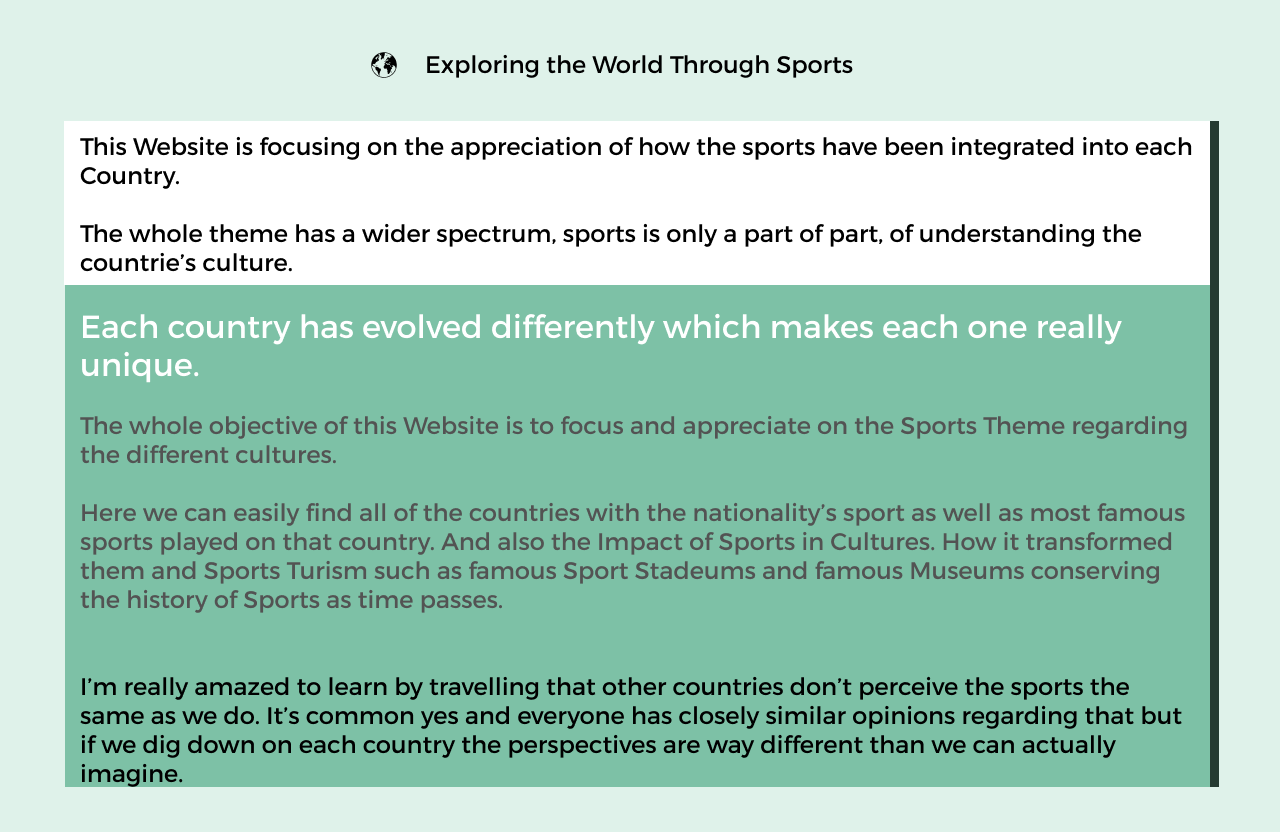 Exploring the World Through Sports
This Website is focusing on the appreciation of how the sports have been integrated into each
Country.
The whole theme has a wider spectrum, sports is only a part of part, of understanding the
countrie’s culture.
Each country has evolved differently which makes each one really
unique.
The whole objective of this Website is to focus and appreciate on the Sports Theme regarding
the different cultures.
Here we can easily find all of the countries with the nationality’s sport as well as most famous
sports played on that country. And also the Impact of Sports in Cultures. How it transformed
them and Sports Turism such as famous Sport Stadeums and famous Museums conserving
the history of Sports as time passes.
I’m really amazed to learn by travelling that other countries don’t perceive the sports the
same as we do. It’s common yes and everyone has closely similar opinions regarding that but
if we dig down on each country the perspectives are way different than we can actually
imagine.